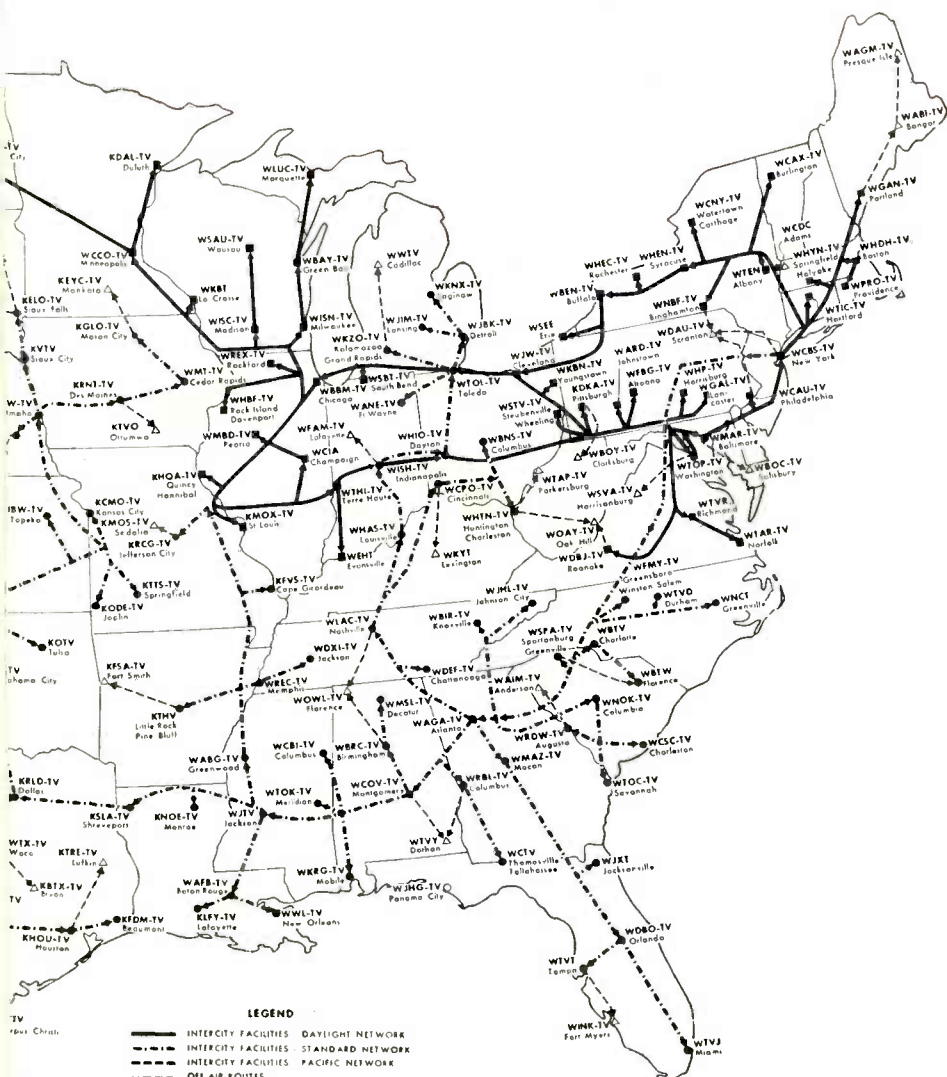 WAGM-TV
Presque Isle
WABI-TV
Bangor
KDAL-TV
Duluth
WLUC-TV
Marquette
WCAX-TV
Burlington
WCNY-TV
Watertown
Carthage
WGAN-TV
Portland
WCCO-TV
Minneapolis
WSAU-TV
Wausau
WBAY-TV
Green Bay
WWTV
Cadillac
WHEC-TV
Rochester
WHEN-TV
Syracuse
WCDC
Adams
WHYN-TV
Springfield
Holyoke
WHDH-TV
Boston
WPRO-TV
Providence
WTEN
Albany
WTIC-TV
Hartford
WBEN-TV
Buffalo
WNBF-TV
Binghamton
KEYC-TV
Mankato
WKBT
La Crosse
WKNX-TV
Saginaw
KELO-TV
Sioux Falls
KGLO-TV
Mason City
WISC-TV
Madison
WISN-TV
Milwaukee
WJIM-TV
Lansing
WJBK-TV
Detroit
WSEE
Erie
WDAU-TV
Scranton
WCBS-TV
New York
KVTV
Sioux City
WREX-TV
Rockford
WKZO-TV
Kalamazoo
Grand Rapids
WJW-TV
Cleveland
WKBN-TV
Youngstown
WARD-TV
Johnstown
WFBG-TV
Altoona
WHP-TV
Harrisburg
WGAL-TV
Lancaster
WCAU-TV
Philadelphia
KDKA-TV
Pittsburgh
WMT-TV
Cedar Rapids
WBBM-TV
Chicago
WSBT-TV
South Bend
WTOL-TV
Toledo
WANE-TV
Ft Wayne
WSTV-TV
Steubenville
Wheeling
KRNT-TV
Des Moines
WHBF-TV
Rock Island
Davenport
Omaha
KTVO
Ottumwa
WMBD-TV
Peoria
WFAM-TV
Lafayette
WHIO-TV
Dayton
WBNS-TV
Columbus
WBOY-TV
Clarksburg
WMAR-TV
Baltimore
WTOP-TV
Washington
WBOC-TV
Salisbury
WCIA
Champaign
WISH-TV
Indianapolis
WTAP-TV
Parkersburg
KHQA-TV
Quincy
Hannibal
WTHI-TV
Terre Haute
WCPO-TV
Cincinnati
WSVA-TV
Harrisonburg
WTVR
Richmond
KCMO-TV
Kansas City
KMOX-TV
St Louis
WHAS-TV
Louisville
WHTN-TV
Huntington
Charleston
WOAY-TV
Oak Hill
WTAR-TV
Norfolk
IBW-TV
Topeka
KMOS-TV
Sedalia
KRCG-TV
Jefferson City
WEHT
Evansville
WKYT
Lexington
WDBJ-TV
Roanoke
KTTS-TV
Springfield
KFVS-TV
Cape Girardeau
WJHL-TV
Johnson City
WFMY-TV
Greensboro
Winston Salem
WTVD
Durham
WNCT
Greenville
KODE-TV
Joplin
WLAC-TV
Nashville
WBIR-TV
Knoxville
WSPA-TV
Spartanburg
Greenville
WBTV
Charlotte
KOTV
Tulsa
KFSA-TV
Fort Smith
WDXI-TV
Jackson
WDEF-TV
Chattanooga
WBTW
Florence
WREC-TV
Memphis
WOWL-TV
Florence
WMSL-TV
Decatur
WAIM-TV
Anderson
WNOK-TV
Columbia
KTHV
Little Rock
Pine Bluff
WAGA-TV
Atlanta
WRDW-TV
Augusta
WCSC-TV
Charleston
WABG-TV
Greenwood
WCBI-TV
Columbus
WBRC-TV
Birmingham
WMAZ-TV
Macon
WTOC-TV
Savannah
KRLD-TV
Dallas
KSLA-TV
Shreveport
KNOE-TV
Monroe
WJTV
Jackson
WTOK-TV
Meridian
WCOV-TV
Montgomery
WRBL-TV
Columbus
WTVY
Dothan
WCTV
Thomasville
Tallahassee
WJXT
Jacksonville
WTX-TV
Waco
KTRE-TV
Lufkin
KBTX-TV
Bryan
WAFB-TV
Baton Rouge
WKRG-TV
Mobile
WJHG-TV
Panama City
KLFY-TV
Lafayette
WWL-TV
New Orleans
KHOU-TV
Houston
KFDM-TV
Beaumont
WDBO-TV
Orlando
WTVT
Tampa
WINK-TV
Fort Myers
WTVJ
Miami
LEGEND
INTERCITY FACILITIES - DAYLIGHT NETWORK
INTERCITY FACILITIES - STANDARD NETWORK
INTERCITY FACILITIES - PACIFIC NETWORK
OFF AIR ROUTES